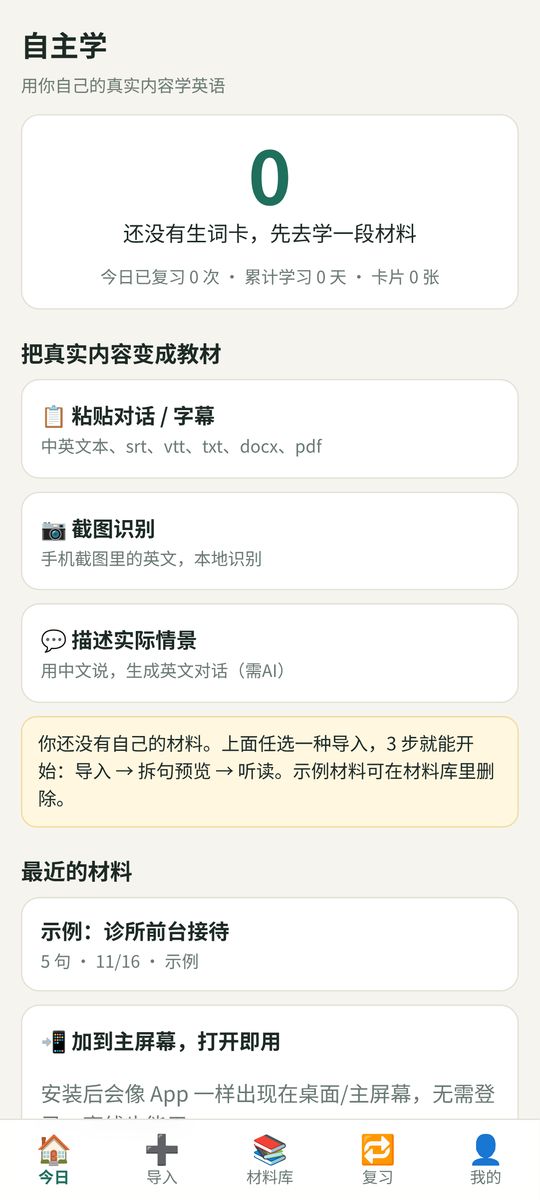 自主学
用你自己的真实内容学英语
0
还没有生词卡，先去学一段材料
今日已复习 0 次 · 累计学习 0 天 · 卡片 0 张
把真实内容变成教材
📋 粘贴对话 / 字幕
中英文本、srt、vtt、txt、docx、pdf
📷 截图识别
手机截图里的英文，本地识别
💬 描述实际情景
用中文说，生成英文对话（需AI）
你还没有自己的材料。上面任选一种导入，3 步就能开
始：导入 → 拆句预览 → 听读。示例材料可在材料库里删
除。
最近的材料
示例：诊所前台接待
5 句 · 11/16 · 示例
📲 加到主屏幕，打开即用
安装后会像 App 一样出现在桌面/主屏幕，无需登
今日
导入
材料库
复习
我的